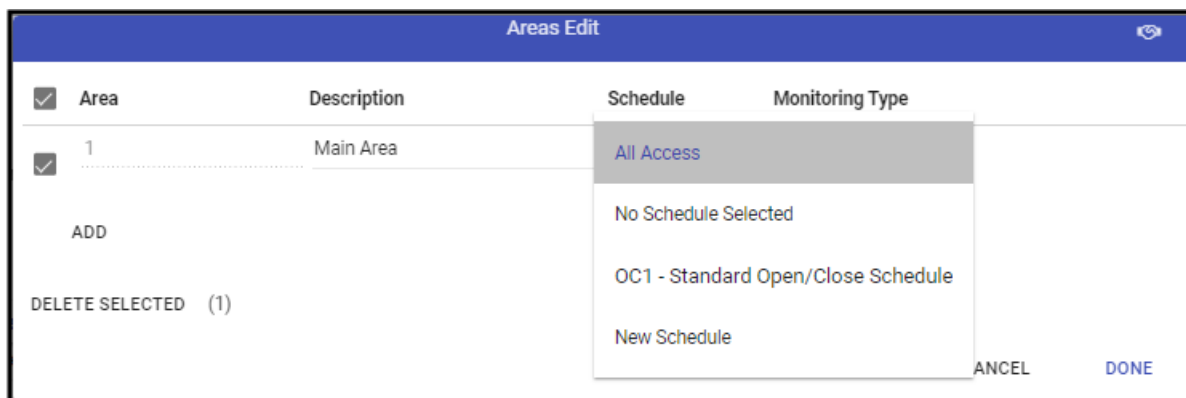 Areas Edit
Area Description Schedule Monitoring Type
1 Main Area
All Access
No Schedule Selected
ADD
OC1 - Standard Open/Close Schedule
DELETE SELECTED (1)
New Schedule
ANCEL DONE